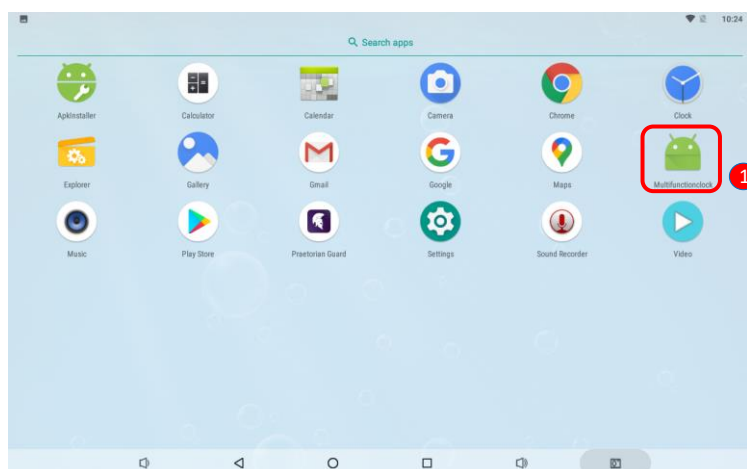 10:24
Search apps
ApkInstaller Calculator Calendar Camera Chrome Clock
Explorer Gallery Gmail Google Maps Multifunctionclock
1
Music Play Store Praetorian Guard Settings Sound Recorder Video